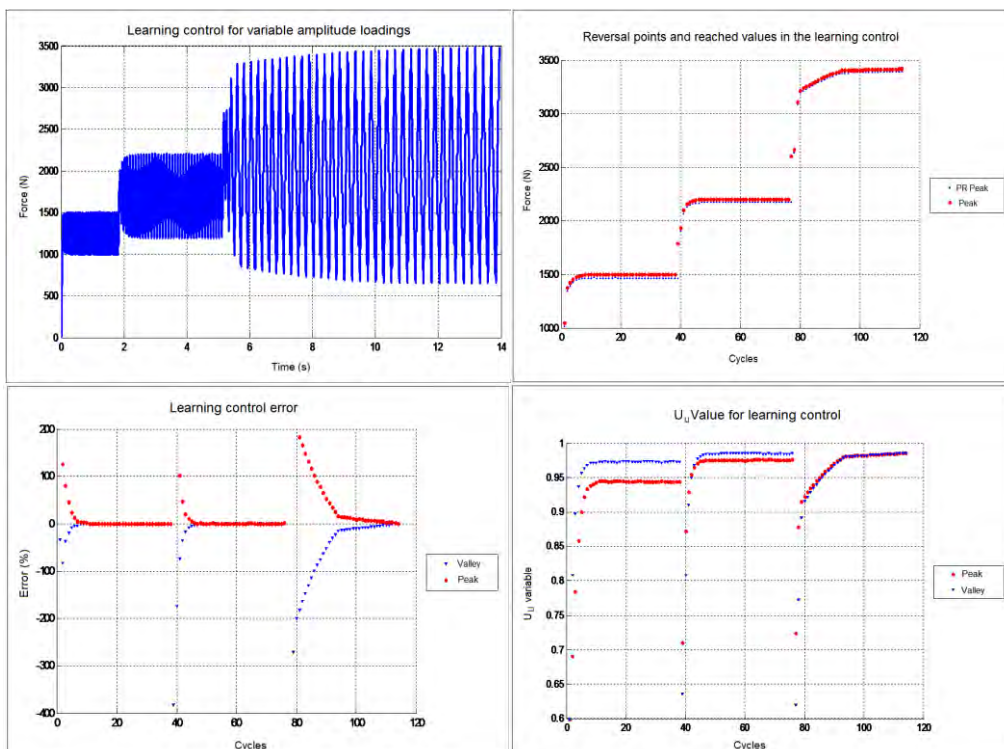 Learning control for variable amplitude loadings
3500
3000
2500
2000
1500
1000
500
0
Force (N)
0 2 4 6 8 10 12 14
Time (s)
Reversal points and reached values in the learning control
3500
3000
2500
2000
1500
1000
Force (N)
0 20 40 60 80 100 120
Cycles
PR Peak
Peak
Learning control error
200
100
0
-100
-200
-300
-400
Error (%)
0 20 40 60 80 100 120
Cycles
Valley
Peak
Uu Value for learning control
1
0.95
0.9
0.85
0.8
0.75
0.7
0.65
0.6
Uu variable
0 20 40 60 80 100 120
Cycles
Peak
Valley